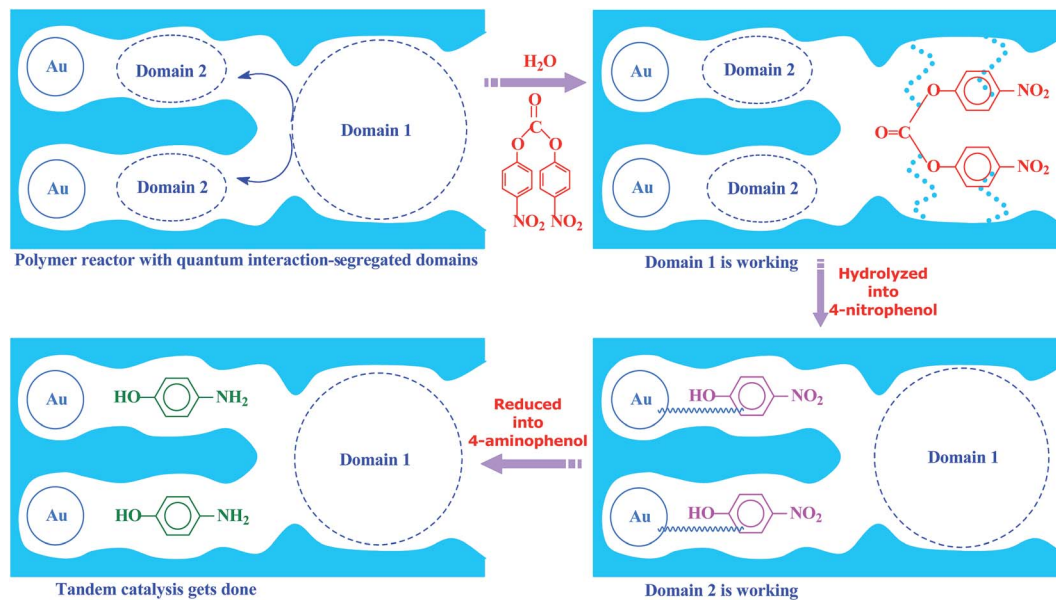 Au
Domain 2
Domain 1
Au
Domain 2
Polymer reactor with quantum interaction-segregated domains
H₂O
O
C
O O
NO₂ NO₂
Au
Domain 2
O NO₂
O=C
O NO₂
Au
Domain 2
Domain 1 is working
Hydrolyzed
into
4-nitrophenol
Au
HO NH₂
Domain 1
Au
HO NH₂
Tandem catalysis gets done
Reduced
into
4-aminophenol
Au
HO NO₂
Domain 1
Au
HO NO₂
Domain 2 is working